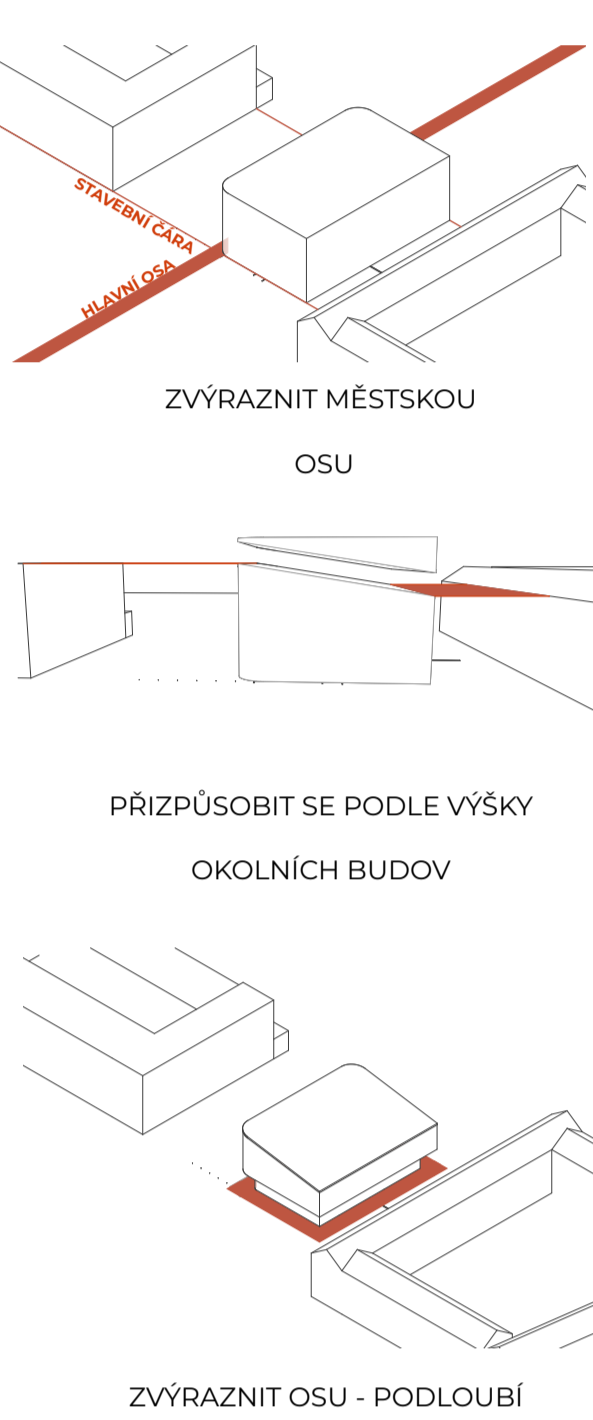 STAVEBNÍ ČÁRA
HLAVNÍ OSA
ZVÝRAZNIT MĚSTSKOU
OSU
PŘIZPŮSOBIT SE PODLE VÝŠKY
OKOLNÍCH BUDOV
ZVÝRAZNIT OSU - PODLOUBÍ